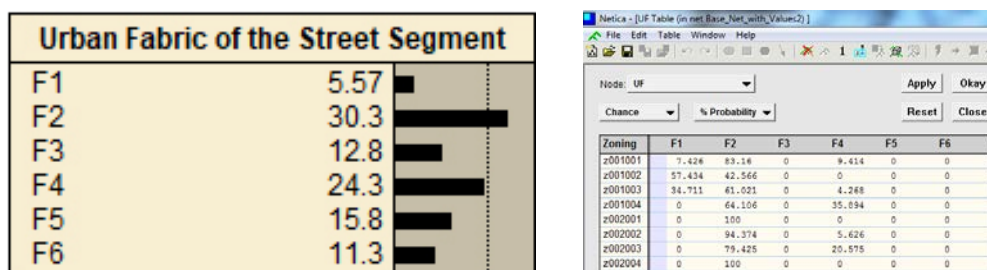 Urban Fabric of the Street Segment
F1 5.57
F2 30.3
F3 12.8
F4 24.3
F5 15.8
F6 11.3
Netica - [UF Table (in net Base_Net_with_Values2) ]
File Edit Table Window Help
1
Node: UF Apply Okay
Chance % Probability Reset Close
Zoning F1 F2 F3 F4 F5 F6
z001001 7.426 83.16 0 9.414 0 0
z001002 57.434 42.566 0 0 0 0
z001003 34.711 61.021 0 4.268 0 0
z001004 0 64.106 0 35.894 0 0
z002001 0 100 0 0 0 0
z002002 0 94.374 0 5.626 0 0
z002003 0 79.425 0 20.575 0 0
z002004 0 100 0 0 0 0